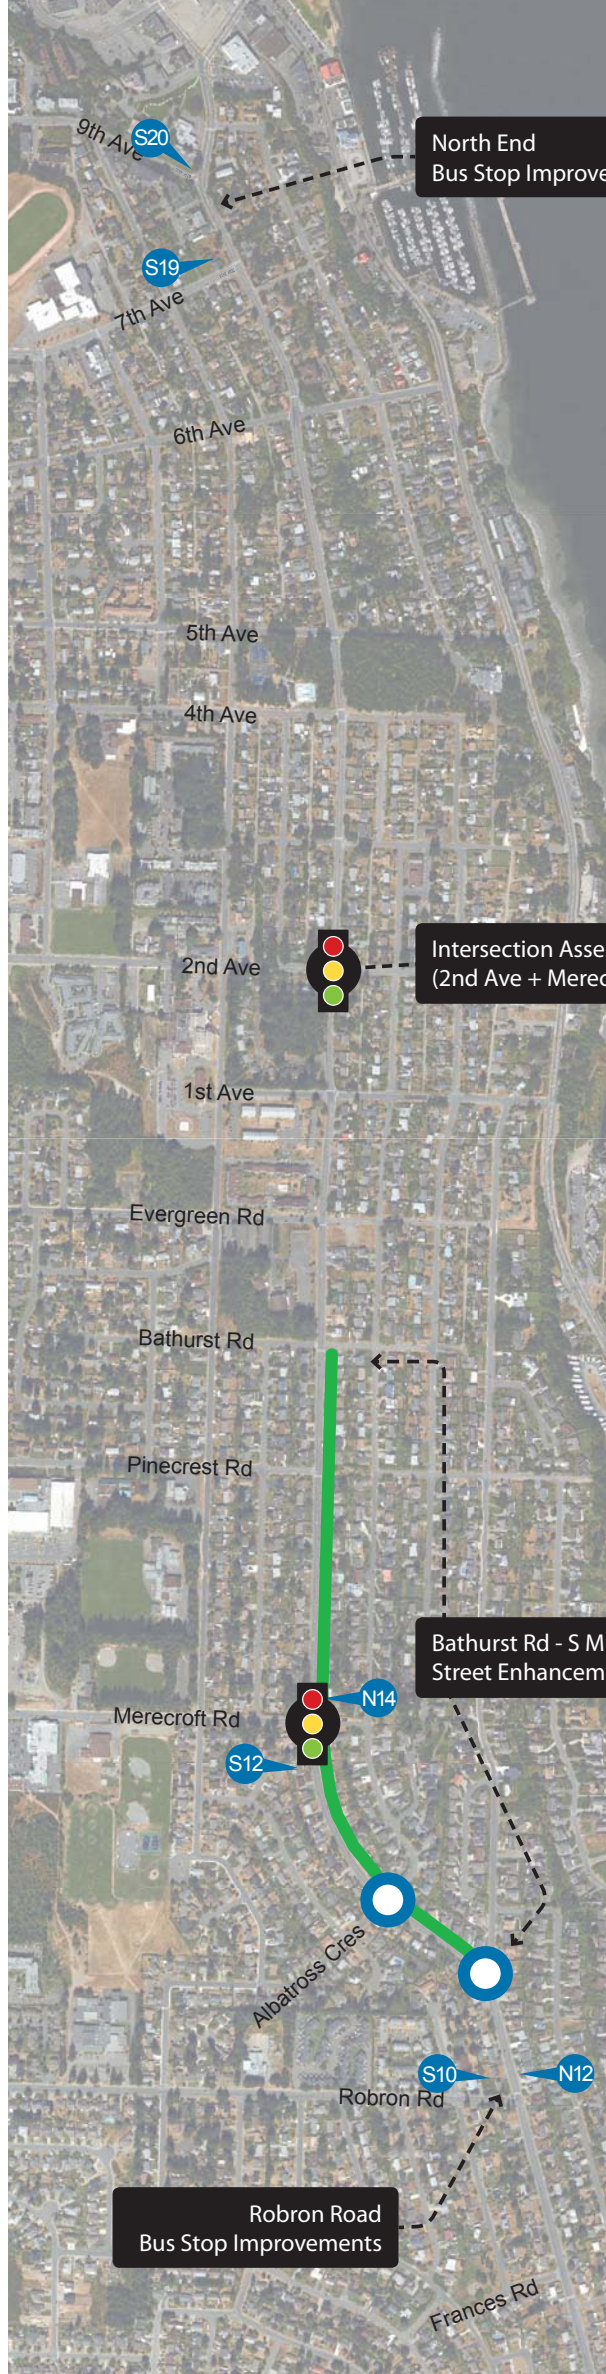 9th Ave
S20
North End
Bus Stop Improve
S19
7th Ave
6th Ave
5th Ave
4th Ave
Intersection Asse
(2nd Ave + Merec
2nd Ave
1st Ave
Evergreen Rd
Bathurst Rd
Pinecrest Rd
Bathurst Rd - S M
Street Enhancem
N14
Merecroft Rd
S12
Albatross Cres
S10
N12
Robron Rd
Robron Road
Bus Stop Improvements
Frances Rd